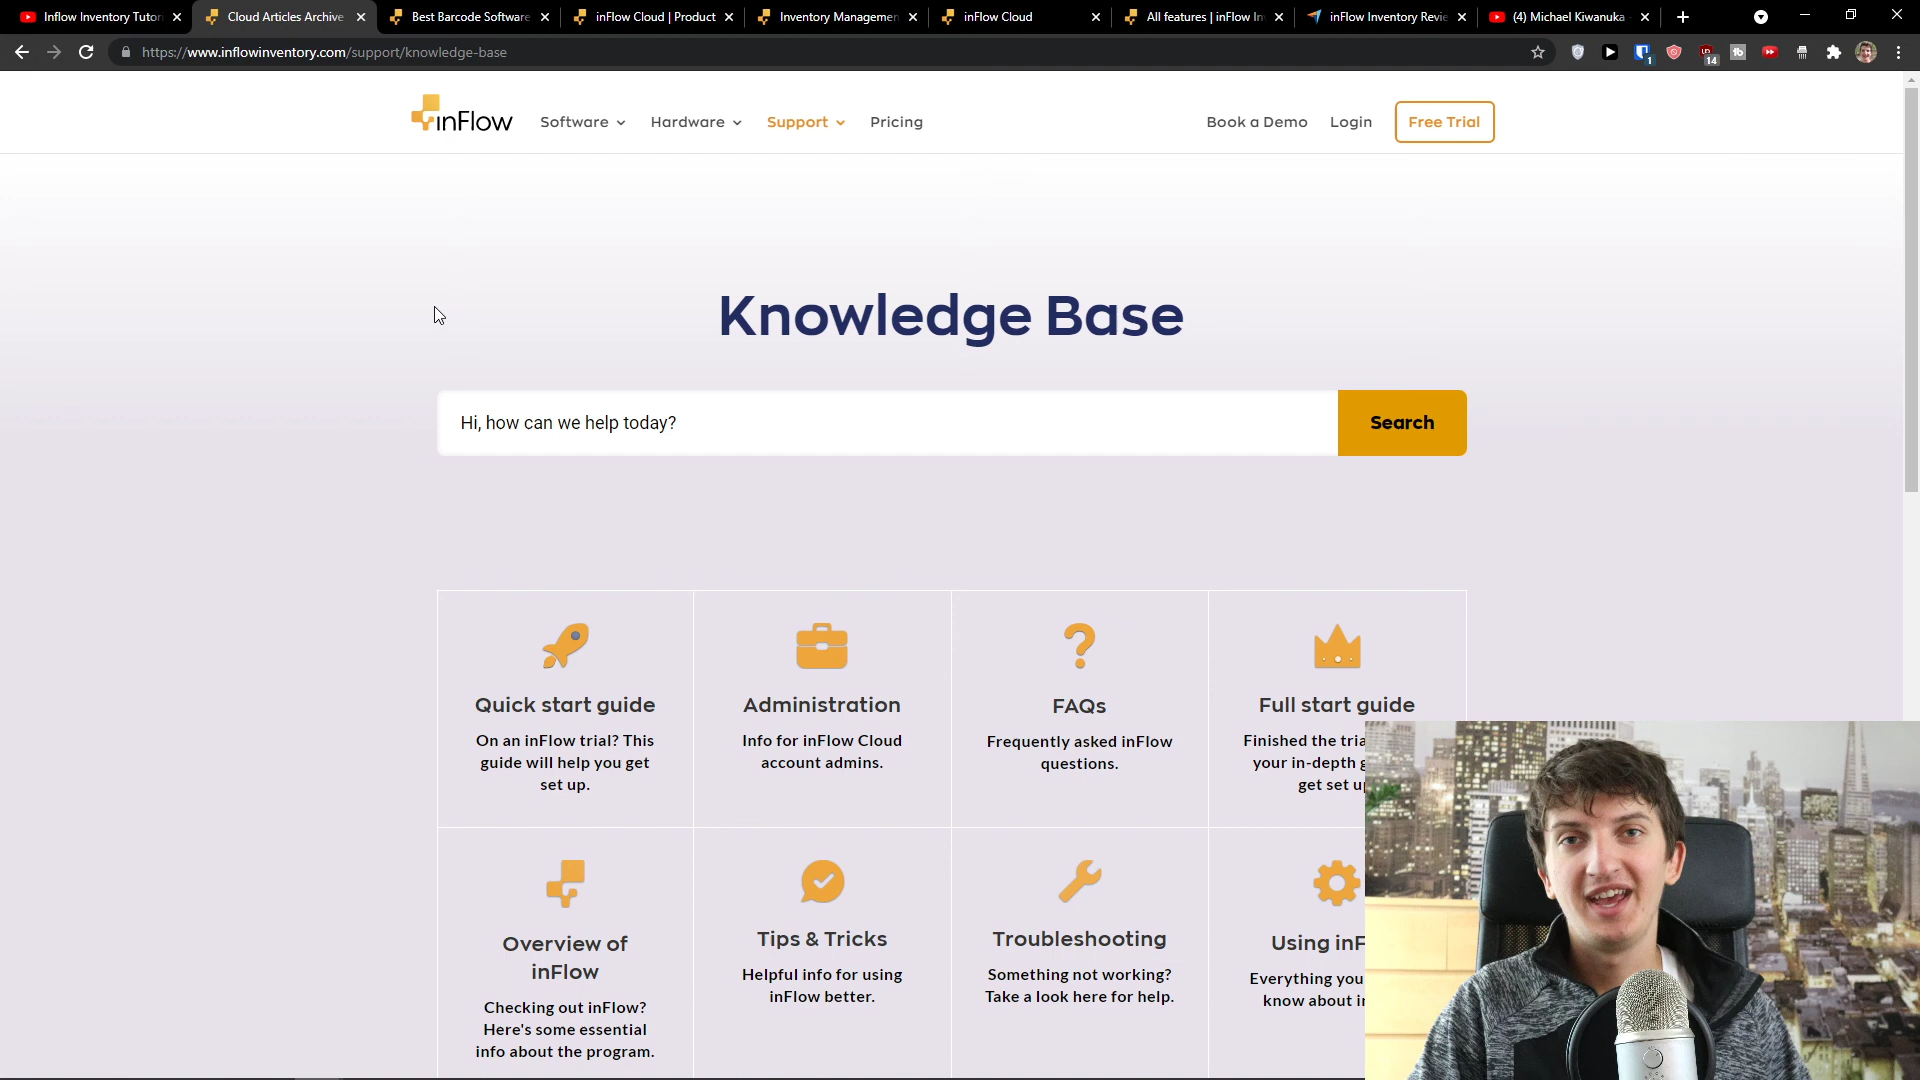 Inflow Inventory Tutor
Cloud Articles Archive
Best Barcode Software
inFlow Cloud | Product
Inventory Managemen
inFlow Cloud
All features | inFlow In
inFlow Inventory Revie
(4) Michael Kiwanuka -
https://www.inflowinventory.com/support/knowledge-base
1
14
inFlow
Software
Hardware
Support
Pricing
Book a Demo
Login
Free Trial
Knowledge Base
Hi, how can we help today?
Search
Quick start guide
On an inFlow trial? This
guide will help you get
set up.
Administration
Info for inFlow Cloud
account admins.
FAQs
Frequently asked inFlow
questions.
Full start guide
Finished the tria
your in-depth g
get set u
Overview of
inFlow
Checking out inFlow?
Here's some essential
info about the program.
Tips & Tricks
Helpful info for using
inFlow better.
Troubleshooting
Something not working?
Take a look here for help.
Using inF
Everything you
know about i